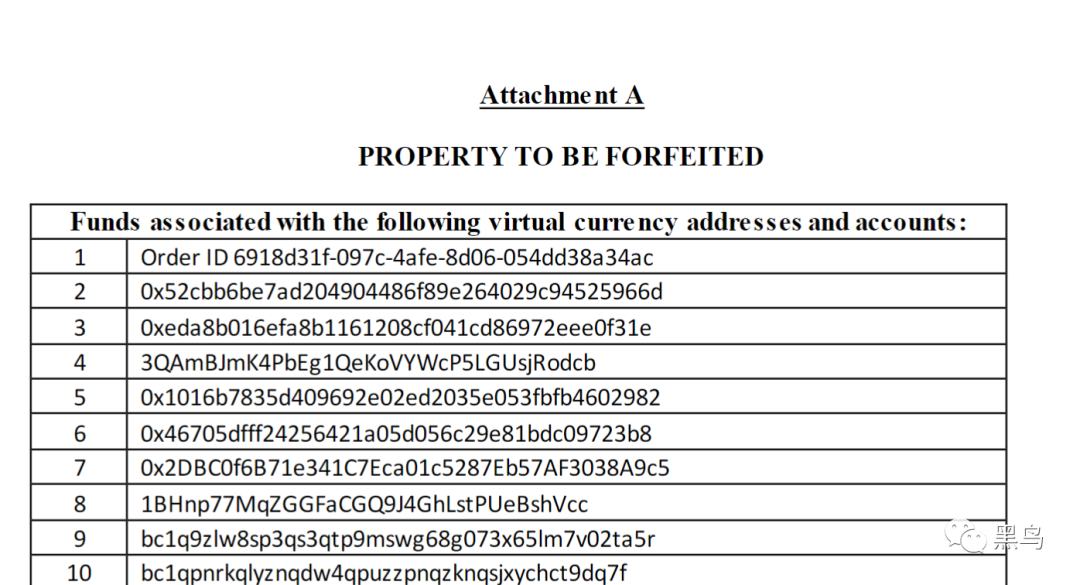 Attachment A
PROPERTY TO BE FORFEITED
Funds associated with the following virtual currency addresses and accounts:
1 Order ID 6918d31f-097c-4afe-8d06-054dd38a34ac
2 0x52cbb6be7ad204904486f89e264029c94525966d
3 0xeda8b016efa8b1161208cf041cd86972eee0f31e
4 3QAmBJmK4PbEg1QeKoVYWcP5LGUsjRodcb
5 0x1016b7835d409692e02ed2035e053fbfb4602982
6 0x46705dfff24256421a05d056c29e81bdc09723b8
7 0x2DBC0f6B71e341C7Eca01c5287Eb57AF3038A9c5
8 1BHnp77MqZGGFaCGQ9J4GhLstPUeBshVcc
9 bc1q9zlw8sp3qs3qtp9mswg68g073x65lm7v02ta5r
10 bc1qpnrkqlyznqdw4qpuzzpnqzknqsjxychct9dq7f
黑鸟